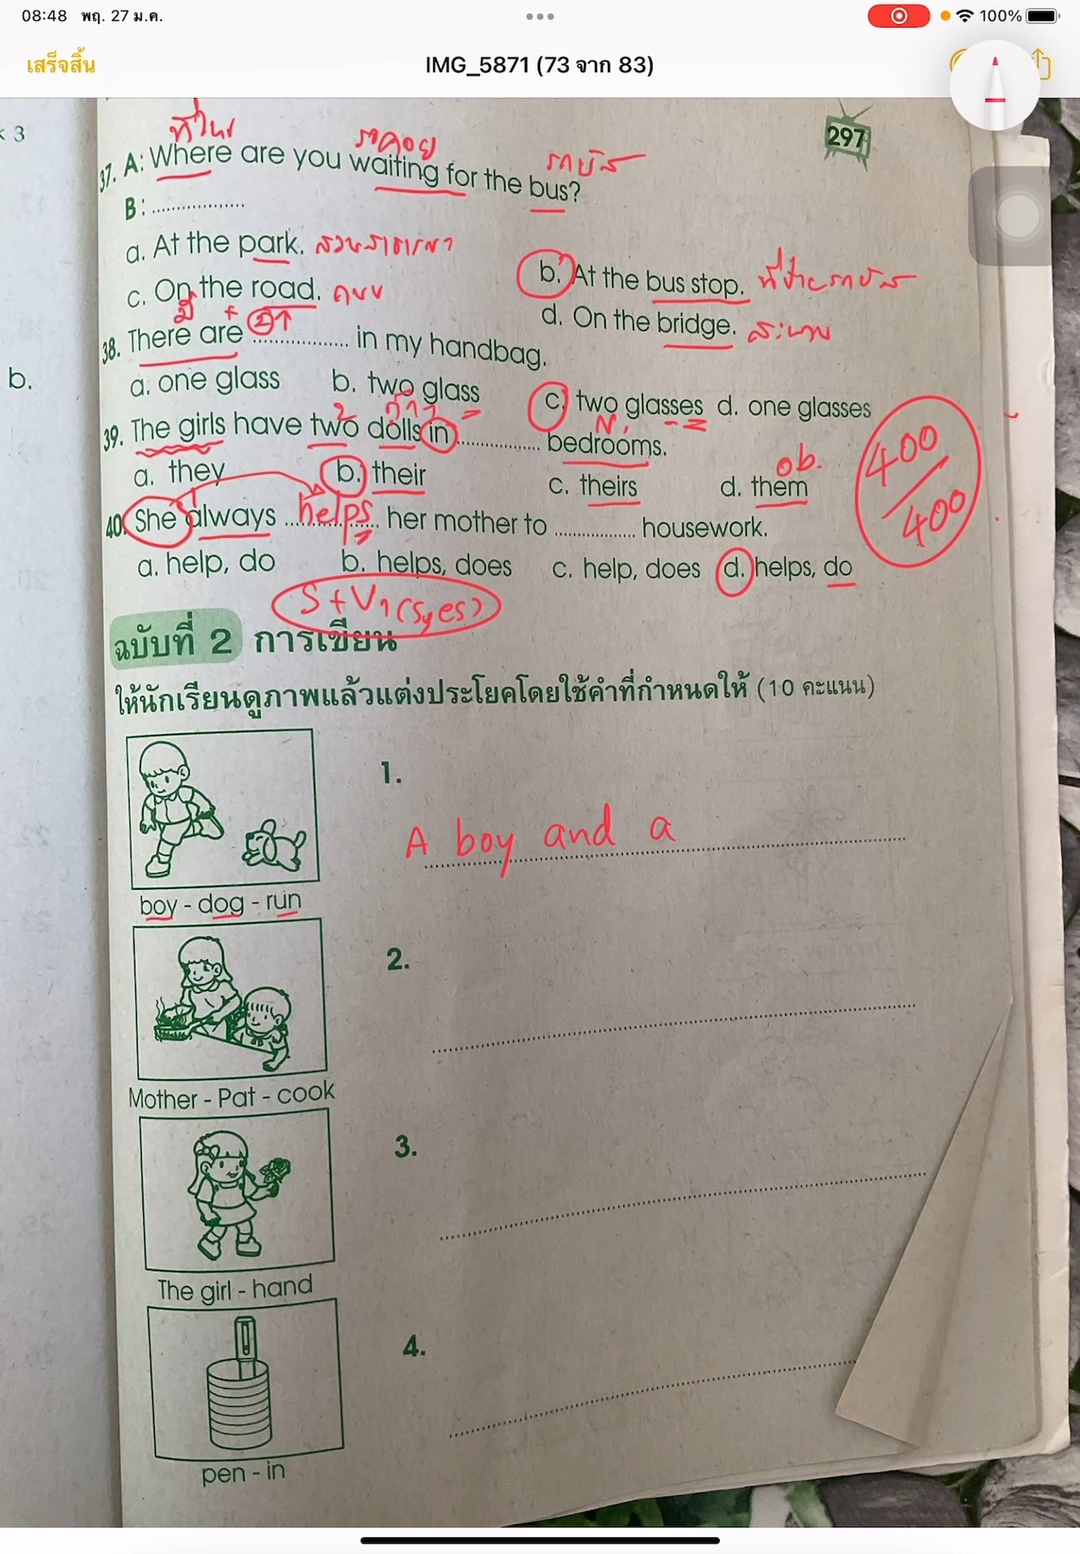 08:48 พฤ. 27 ม.ค.
100%
เสร็จสิ้น
IMG_5871 (73 จาก 83)
297
ที่ไหน
รอคอย
รถบัส
37. A: Where are you waiting for the bus?
B: ................
a. At the park. สวนสาธารณา
b. At the bus stop. ที่ป้ายรถบัส
c. On the road. ถนน
d. On the bridge. สะพาน
มี
38. There are ................ in my handbag.
a. one glass b. two glass c. two glasses d. one glasses
39. The girls have two dolls in ................ bedrooms.
a. they b. their c. theirs d. them
ob.
400
400
40. She always helps her mother to ................ housework.
a. help, do b. helps, does c. help, does d. helps, do
S + V1 (s, es)
ฉบับที่ 2 การเขียน
ให้นักเรียนดูภาพแล้วแต่งประโยคโดยใช้คำที่กำหนดให้ (10 คะแนน)
1.
A boy and a
boy - dog - run
2.
Mother - Pat - cook
3.
The girl - hand
4.
pen - in
3
b.